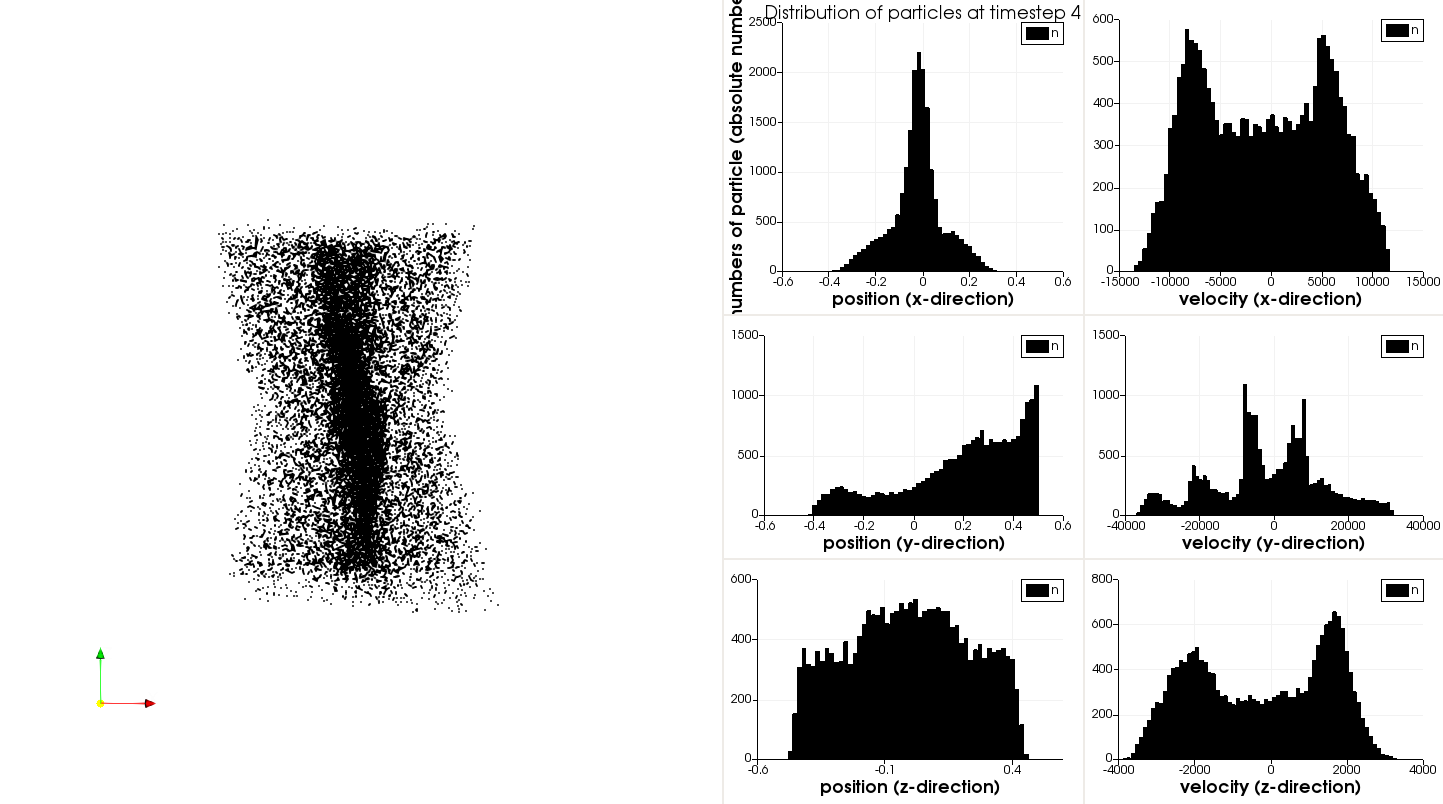 Distribution of particles at timestep 4
numbers of particle (absolute numbe
2500
2000
1500
1000
500
0
-0.6 -0.4 -0.2 0 0.2 0.4 0.6
position (x-direction)
n
600
500
400
300
200
100
0
-15000 -10000 -5000 0 5000 10000 15000
velocity (x-direction)
n
1500
1000
500
0
-0.6 -0.4 -0.2 0 0.2 0.4 0.6
position (y-direction)
n
1500
1000
500
0
-40000 -20000 0 20000 40000
velocity (y-direction)
n
600
400
200
0
-0.6 -0.1 0.4
position (z-direction)
n
800
600
400
200
0
-4000 -2000 0 2000 4000
velocity (z-direction)
n